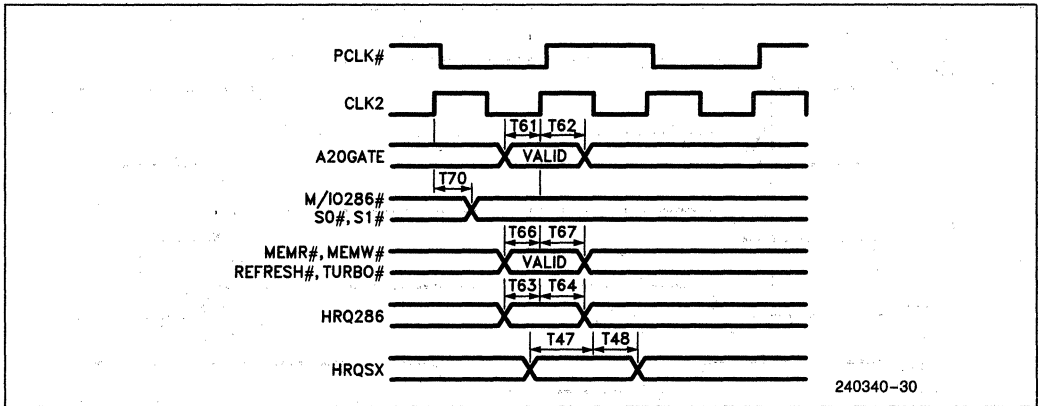 PCLK#
CLK2
T61 T62
A20GATE VALID
T70
M/IO286#
S0#, S1#
T66 T67
MEMR#, MEMW# VALID
REFRESH#, TURBO#
T63 T64
HRQ286
T47 T48
HRQSX
240340-30